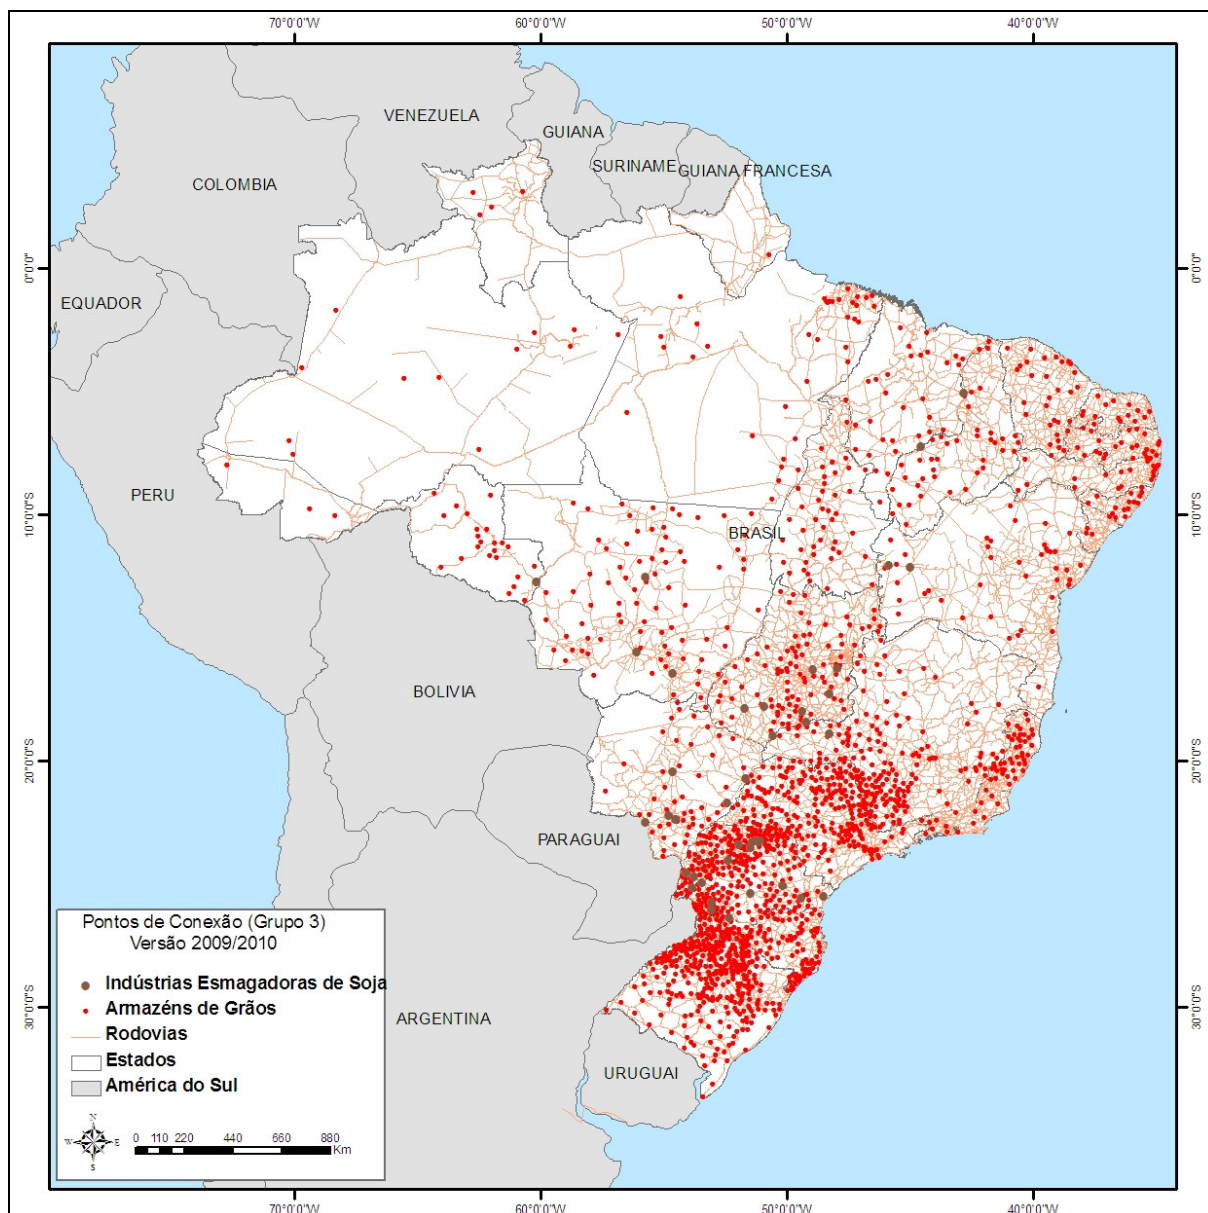 70°0'0"W 60°0'0"W 50°0'0"W 40°0'0"W
VENEZUELA
GUIANA
SURINAME
GUIANA FRANCESA
COLOMBIA
0°0'0" 0°0'0"
EQUADOR
PERU
10°0'0"S 10°0'0"S
BRASIL
BOLIVIA
20°0'0"S 20°0'0"S
PARAGUAI
Pontos de Conexão (Grupo 3)
Versão 2009/2010
Indústrias Esmagadoras de Soja
Armazéns de Grãos
Rodovias
Estados
América do Sul
N
W E
S
0 110 220 440 660 880
Km
30°0'0"S 30°0'0"S
ARGENTINA
URUGUAI
70°0'0"W 60°0'0"W 50°0'0"W 40°0'0"W